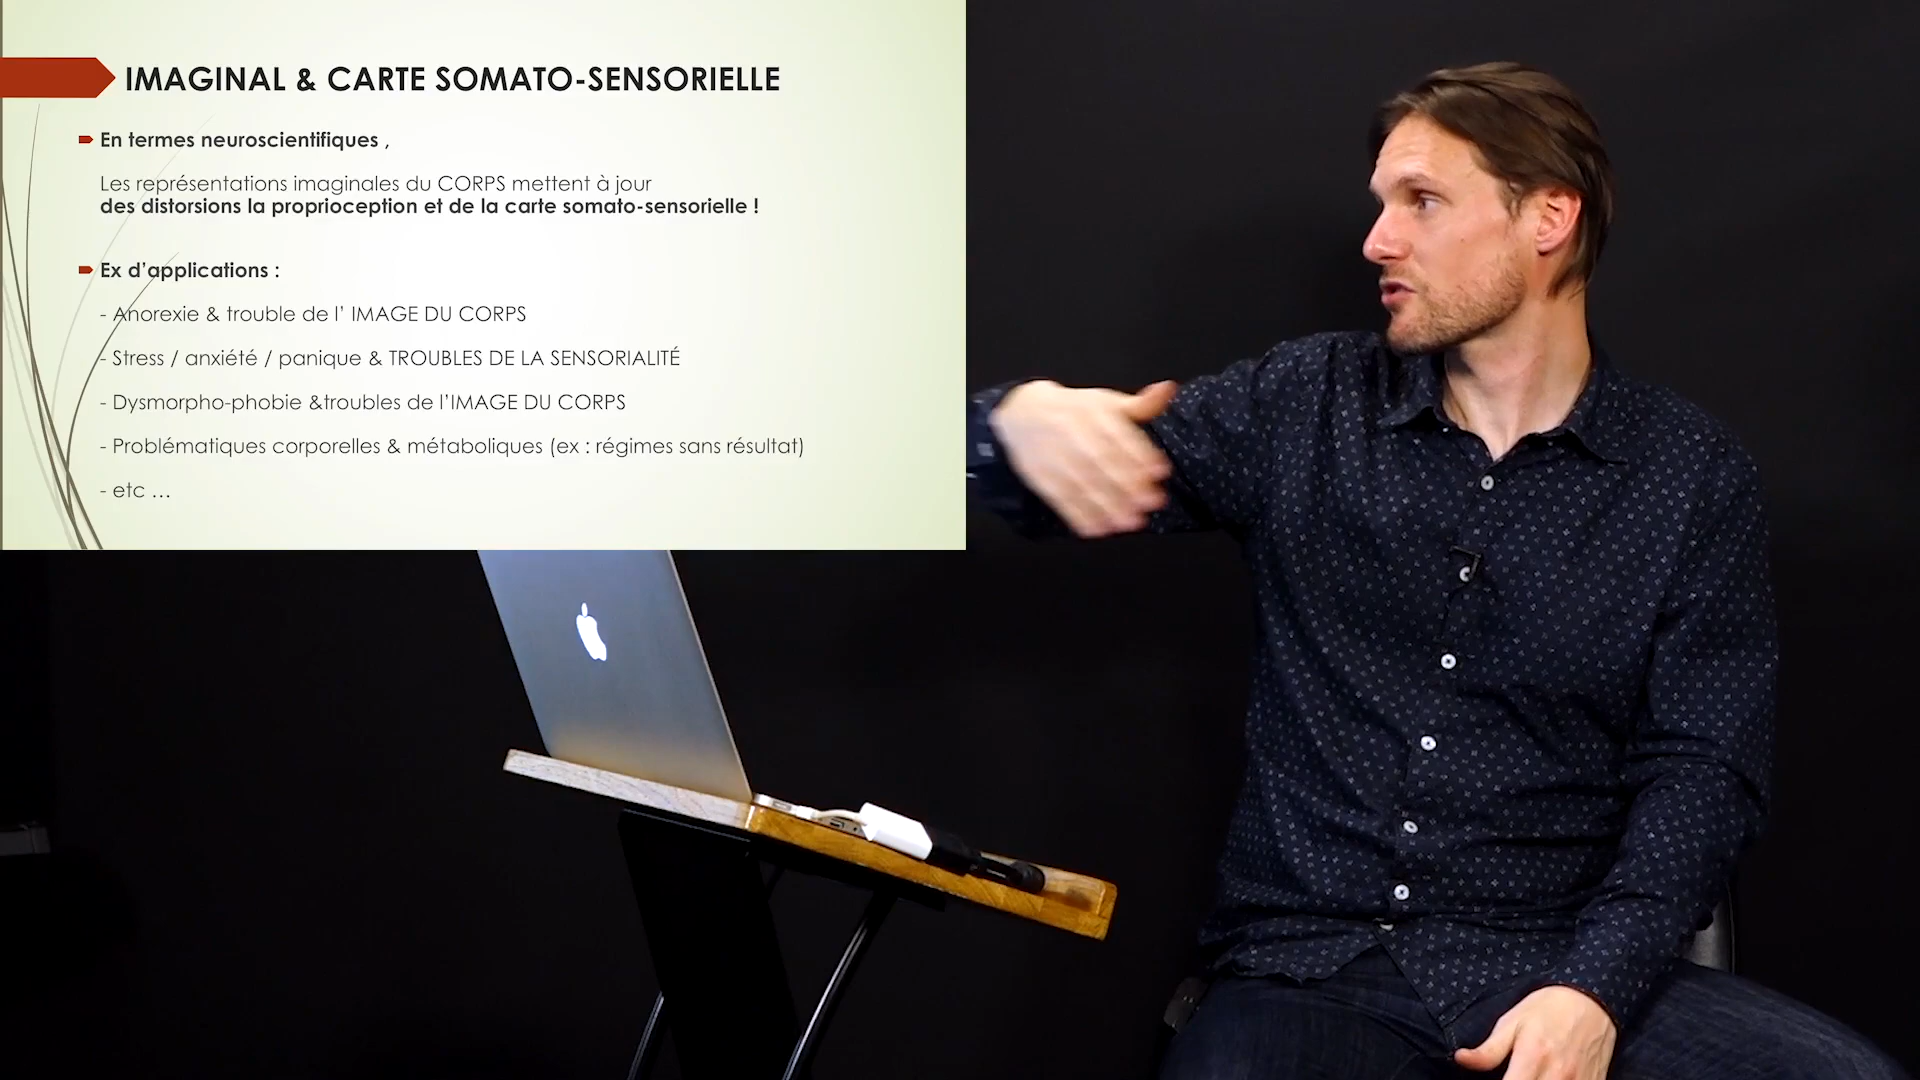 IMAGINAL & CARTE SOMATO-SENSORIELLE
En termes neuroscientifiques ,
Les représentations imaginales du CORPS mettent à jour
des distorsions la proprioception et de la carte somato-sensorielle !
Ex d’applications :
- Anorexie & trouble de l’ IMAGE DU CORPS
- Stress / anxiété / panique & TROUBLES DE LA SENSORIALITÉ
- Dysmorpho-phobie &troubles de l’IMAGE DU CORPS
- Problématiques corporelles & métaboliques (ex : régimes sans résultat)
- etc …